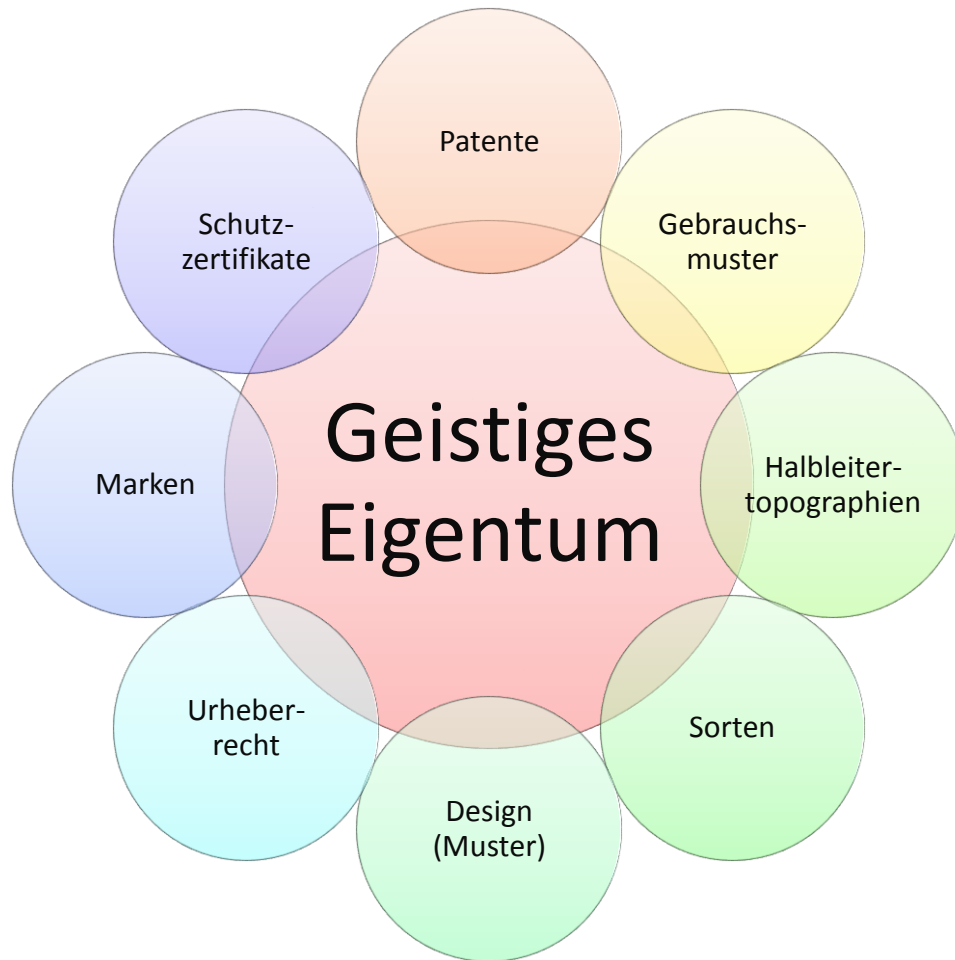 Patente
Schutz-
zertifikate
Gebrauchs-
muster
Geistiges
Eigentum
Marken
Halbleiter-
topographien
Urheber-
recht
Sorten
Design
(Muster)